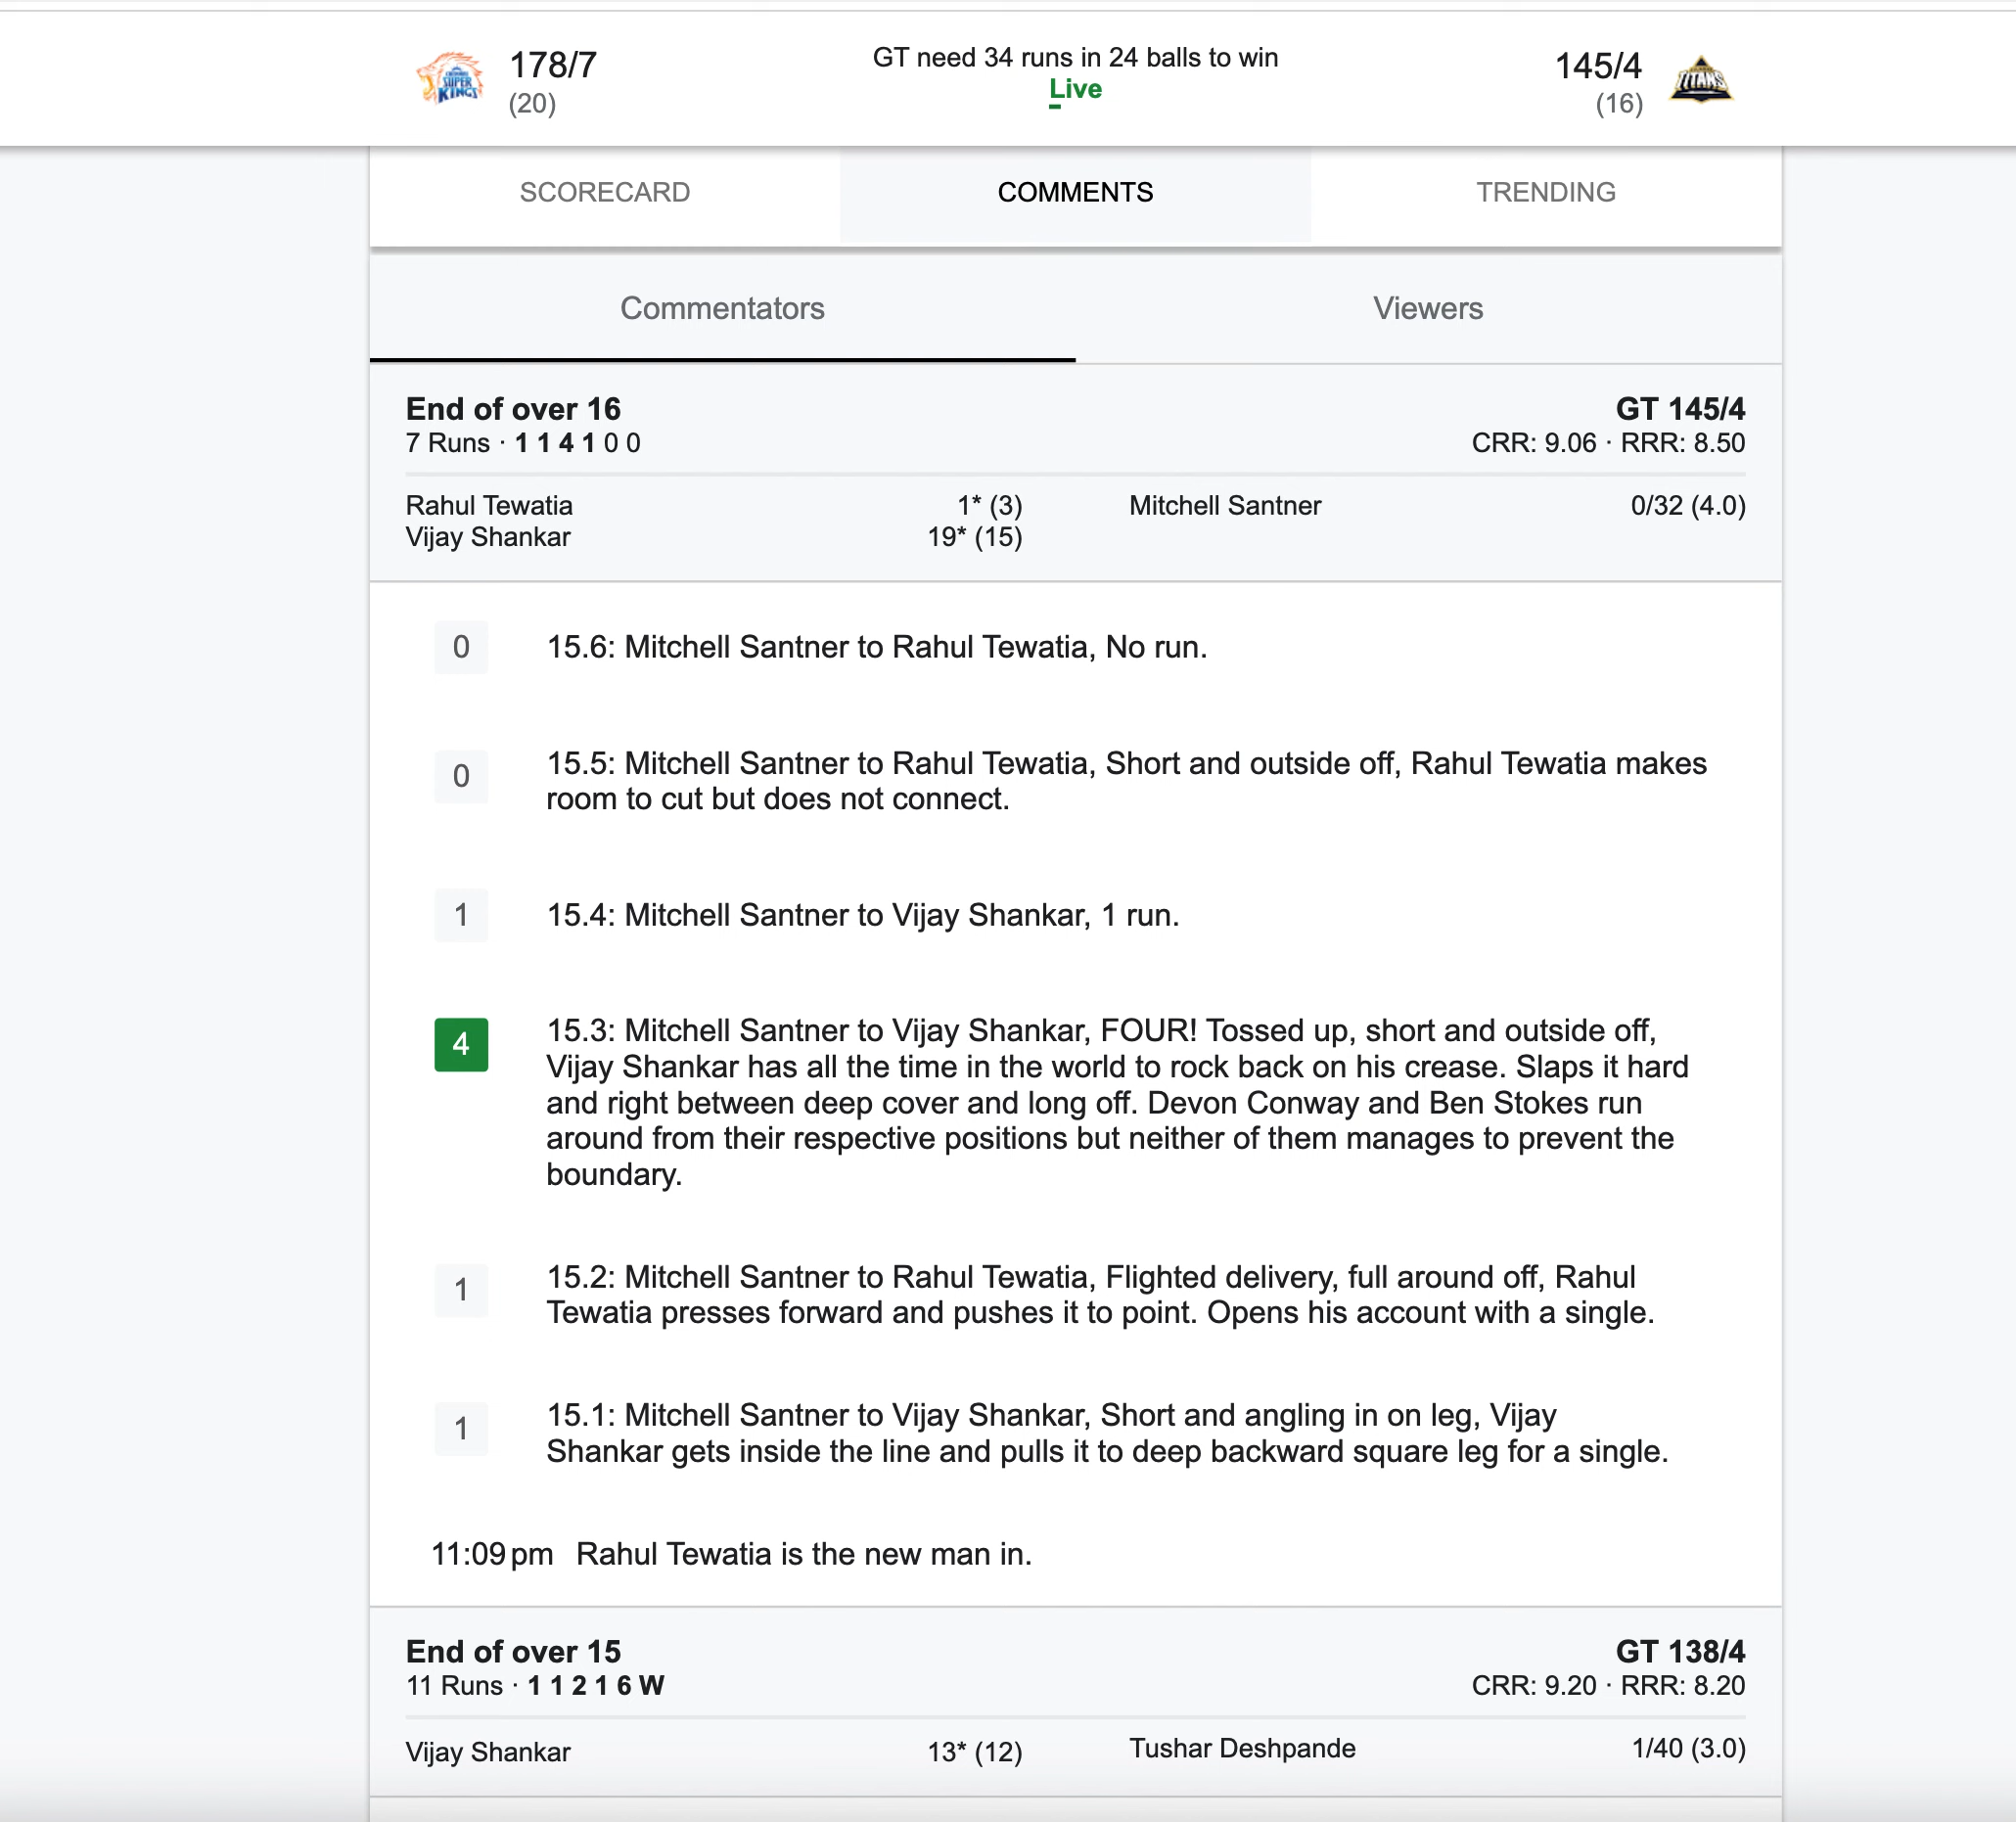 178/7
(20)
GT need 34 runs in 24 balls to win
Live
145/4
(16)
SUPER
KINGS
TITANS
SCORECARD
COMMENTS
TRENDING
Commentators
Viewers
End of over 16
GT 145/4
7 Runs · 1 1 4 1 0 0
CRR: 9.06 · RRR: 8.50
Rahul Tewatia 1* (3)
Mitchell Santner 0/32 (4.0)
Vijay Shankar 19* (15)
0 15.6: Mitchell Santner to Rahul Tewatia, No run.
0 15.5: Mitchell Santner to Rahul Tewatia, Short and outside off, Rahul Tewatia makes
room to cut but does not connect.
1 15.4: Mitchell Santner to Vijay Shankar, 1 run.
4 15.3: Mitchell Santner to Vijay Shankar, FOUR! Tossed up, short and outside off,
Vijay Shankar has all the time in the world to rock back on his crease. Slaps it hard
and right between deep cover and long off. Devon Conway and Ben Stokes run
around from their respective positions but neither of them manages to prevent the
boundary.
1 15.2: Mitchell Santner to Rahul Tewatia, Flighted delivery, full around off, Rahul
Tewatia presses forward and pushes it to point. Opens his account with a single.
1 15.1: Mitchell Santner to Vijay Shankar, Short and angling in on leg, Vijay
Shankar gets inside the line and pulls it to deep backward square leg for a single.
11:09 pm Rahul Tewatia is the new man in.
End of over 15
GT 138/4
11 Runs · 1 1 2 1 6 W
CRR: 9.20 · RRR: 8.20
Vijay Shankar 13* (12)
Tushar Deshpande 1/40 (3.0)